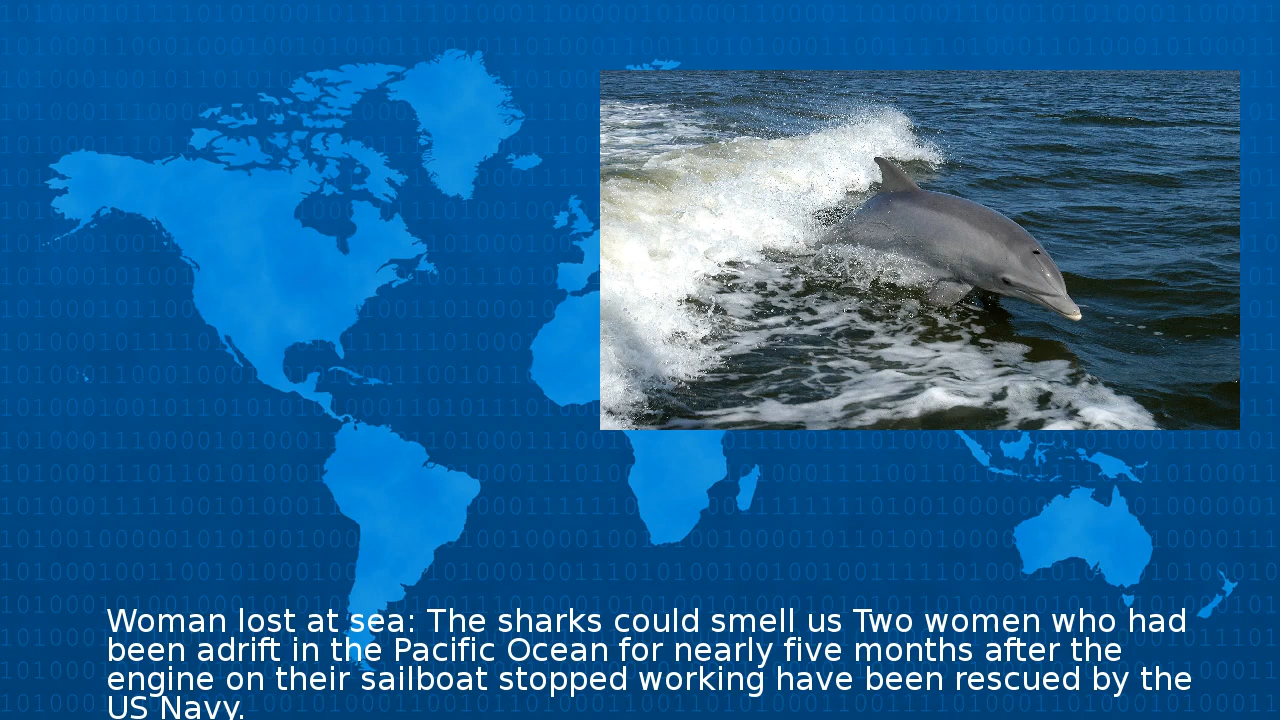 Woman lost at sea: The sharks could smell us Two women who had
been adrift in the Pacific Ocean for nearly five months after the
engine on their sailboat stopped working have been rescued by the
US Navy.